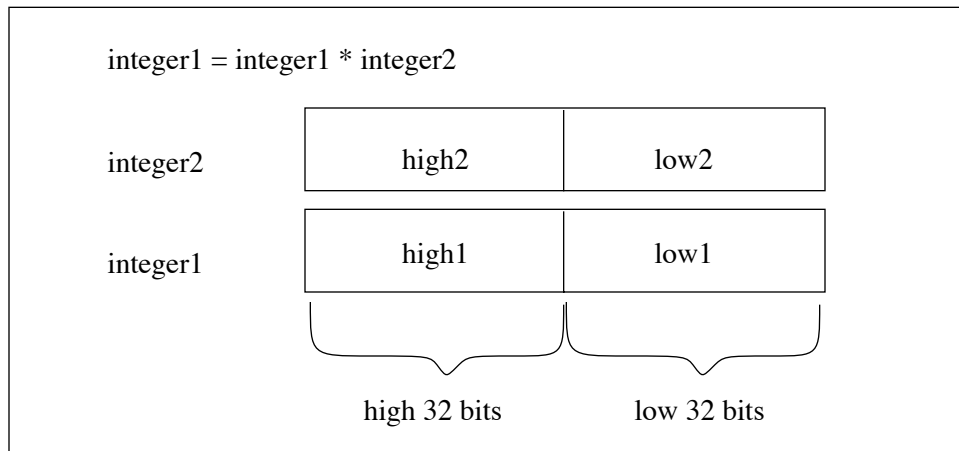 integer1 = integer1 * integer2
integer2 high2 low2
integer1 high1 low1
high 32 bits low 32 bits